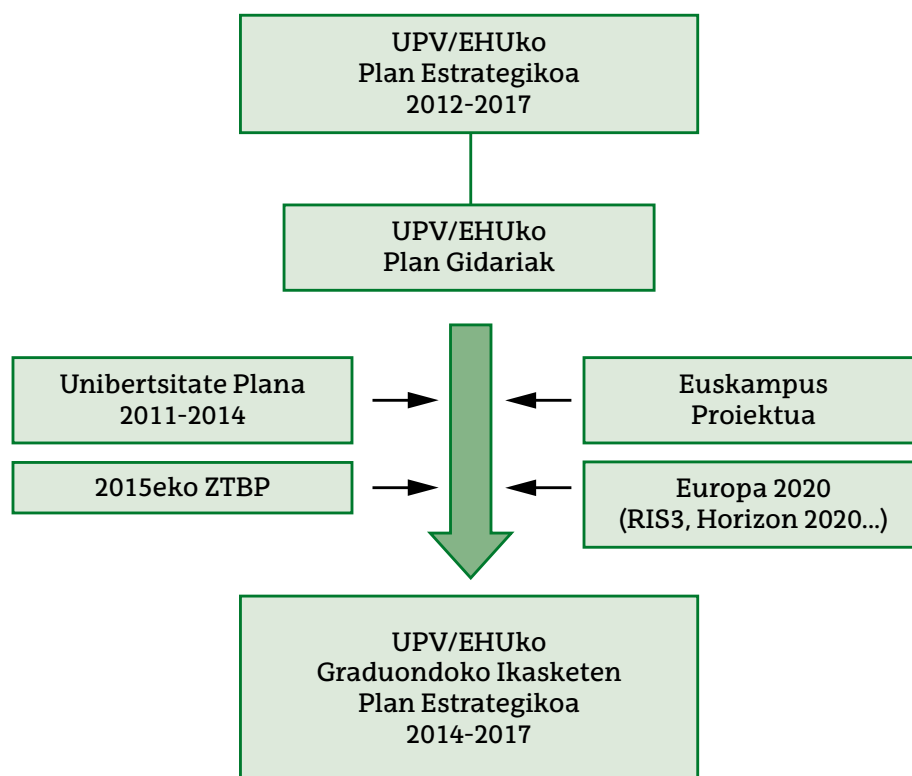 UPV/EHUko
Plan Estrategikoa
2012-2017
UPV/EHUko
Plan Gidariak
Unibertsitate Plana
2011-2014
Euskampus
Proiektua
2015eko ZTBP
Europa 2020
(RIS3, Horizon 2020...)
UPV/EHUko
Graduondoko Ikasketen
Plan Estrategikoa
2014-2017